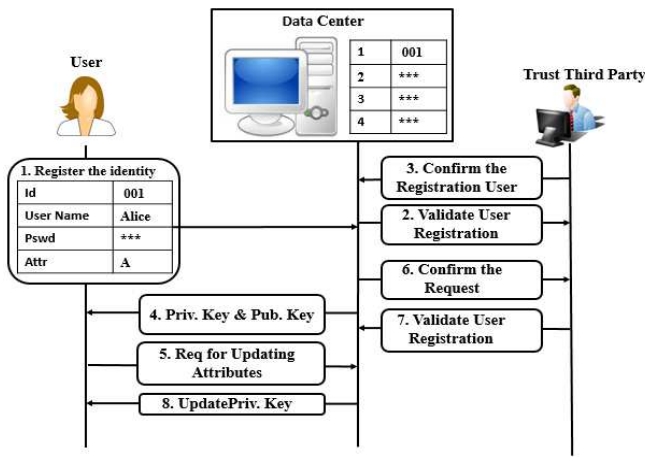 Data Center
1 001
2 ***
3 ***
4 ***
User
Trust Third Party
1. Register the identity
Id 001
User Name Alice
Pswd ***
Attr A
3. Confirm the
Registration User
2. Validate User
Registration
6. Confirm the
Request
4. Priv. Key & Pub. Key
7. Validate User
Registration
5. Req for Updating
Attributes
8. UpdatePriv. Key